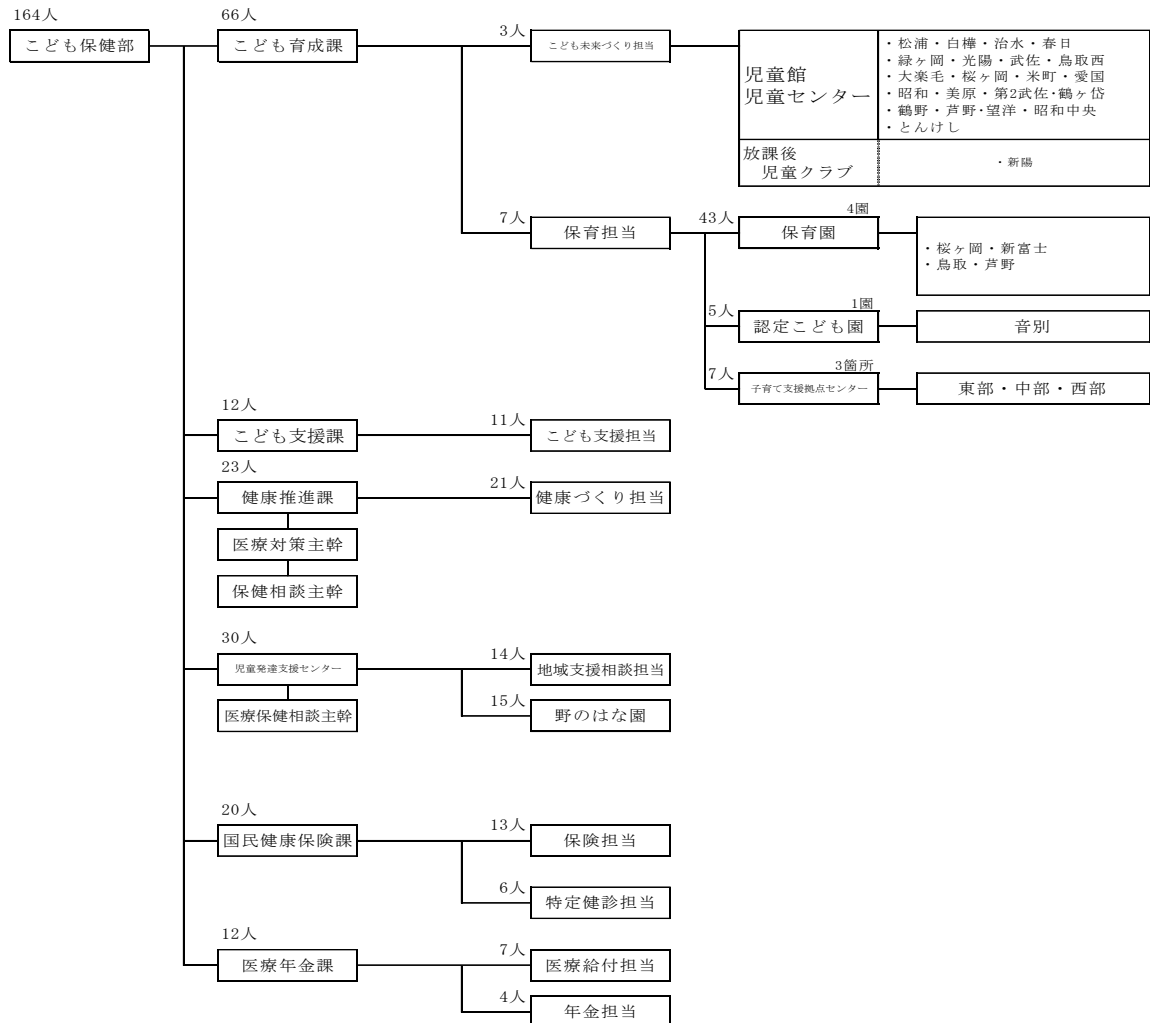 164人
こども保健部
66人
こども育成課
3人
こども未来づくり担当
児童館
児童センター
・松浦・白樺・治水・春日
・緑ヶ岡・光陽・武佐・鳥取西
・大楽毛・桜ヶ岡・米町・愛国
・昭和・美原・第2武佐・鶴ヶ岱
・鶴野・芦野・望洋・昭和中央
・とんけし
放課後
児童クラブ
・新陽
7人
保育担当
43人
4園
保育園
・桜ヶ岡・新富士
・鳥取・芦野
5人
1園
認定こども園
音別
7人
3箇所
子育て支援拠点センター
東部・中部・西部
12人
こども支援課
11人
こども支援担当
23人
健康推進課
21人
健康づくり担当
医療対策主幹
保健相談主幹
30人
児童発達支援センター
14人
地域支援相談担当
医療保健相談主幹
15人
野のはな園
20人
国民健康保険課
13人
保険担当
6人
特定健診担当
12人
医療年金課
7人
医療給付担当
4人
年金担当